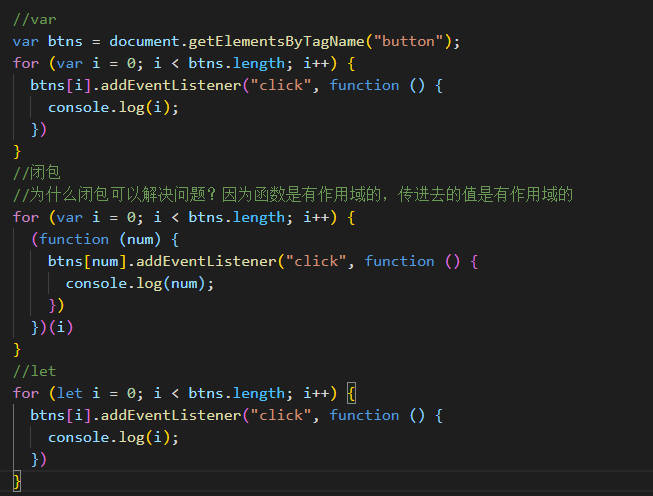 //var
var btns = document.getElementsByTagName("button");
for (var i = 0; i < btns.length; i++) {
  btns[i].addEventListener("click", function () {
    console.log(i);
  })
}
//闭包
//为什么闭包可以解决问题？因为函数是有作用域的，传进去的值是有作用域的
for (var i = 0; i < btns.length; i++) {
  (function (num) {
    btns[num].addEventListener("click", function () {
      console.log(num);
    })
  })(i)
}
//let
for (let i = 0; i < btns.length; i++) {
  btns[i].addEventListener("click", function () {
    console.log(i);
  })
}